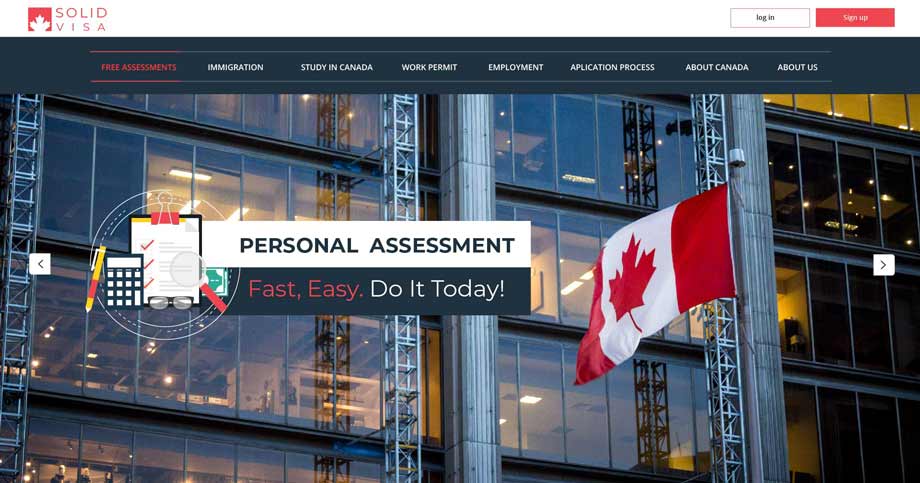 SOLID
VISA
log in
Sign up
FREE ASSESSMENTS IMMIGRATION STUDY IN CANADA WORK PERMIT EMPLOYMENT APLICATION PROCESS ABOUT CANADA ABOUT US
PERSONAL ASSESSMENT
Fast, Easy. Do It Today!